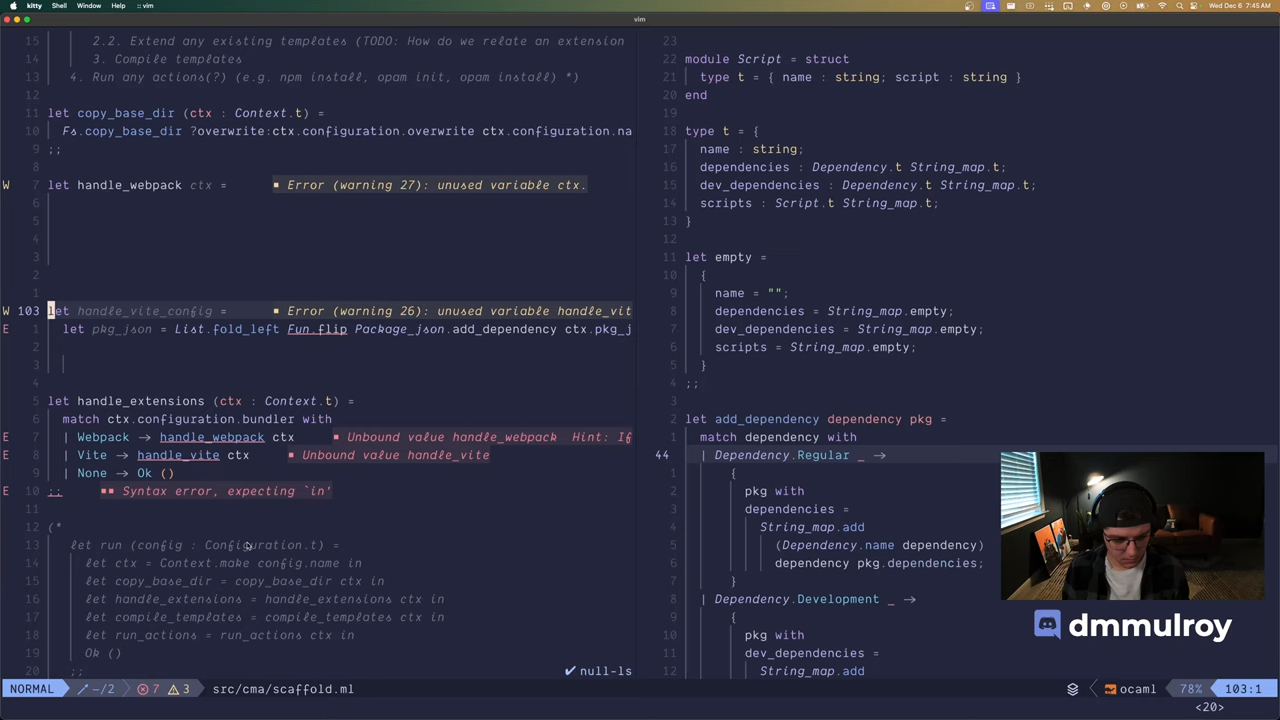 kitty Shell Window Help :: vim
Wed Dec 6 7:45 AM
vim
15 2.2. Extend any existing templates (TODO: How do we relate an extension
14 3. Compile templates
13 4. Run any actions(?) (e.g. npm install, opam init, opam install) *)
12
11 let copy_base_dir (ctx : Context.t) =
10 Fs.copy_base_dir ?overwrite:ctx.configuration.overwrite ctx.configuration.na
9 ;;
8
W 7 let handle_webpack ctx = ▪ Error (warning 27): unused variable ctx.
6
5
4
3
2
1
W 103 let handle_vite_config = ▪ Error (warning 26): unused variable handle_vit
E 1 let pkg_json = List.fold_left Fun.flip Package_json.add_dependency ctx.pkg_j
2
3
4
5 let handle_extensions (ctx : Context.t) =
6 match ctx.configuration.bundler with
E 7 | Webpack → handle_webpack ctx ▪ Unbound value handle_webpack Hint: If
E 8 | Vite → handle_vite ctx ▪ Unbound value handle_vite
9 | None → Ok ()
E 10 ;; ▪▪ Syntax error, expecting `in'
11
12 (*
13 let run (config : Configuration.t) =
14 let ctx = Context.make config.name in
15 let copy_base_dir = copy_base_dir ctx in
16 let handle_extensions = handle_extensions ctx in
17 let compile_templates = compile_templates ctx in
18 let run_actions = run_actions ctx in
19 Ok ()
20 ;;
✔ null-ls
23
22 module Script = struct
21 type t = { name : string; script : string }
20 end
19
18 type t = {
17 name : string;
16 dependencies : Dependency.t String_map.t;
15 dev_dependencies : Dependency.t String_map.t;
14 scripts : Script.t String_map.t;
13 }
12
11 let empty =
10 {
9 name = "";
8 dependencies = String_map.empty;
7 dev_dependencies = String_map.empty;
6 scripts = String_map.empty;
5 }
4 ;;
3
2 let add_dependency dependency pkg =
1 match dependency with
44 | Dependency.Regular _ →
1 {
2 pkg with
3 dependencies =
4 String_map.add
5 (Dependency.name dependency)
6 dependency pkg.dependencies;
7 }
8 | Dependency.Development _ →
9 {
10 pkg with
11 dev_dependencies =
12 String_map.add
dmmulroy
NORMAL ~/2 7 3 src/cma/scaffold.ml ocaml 78% 103:1
<20>